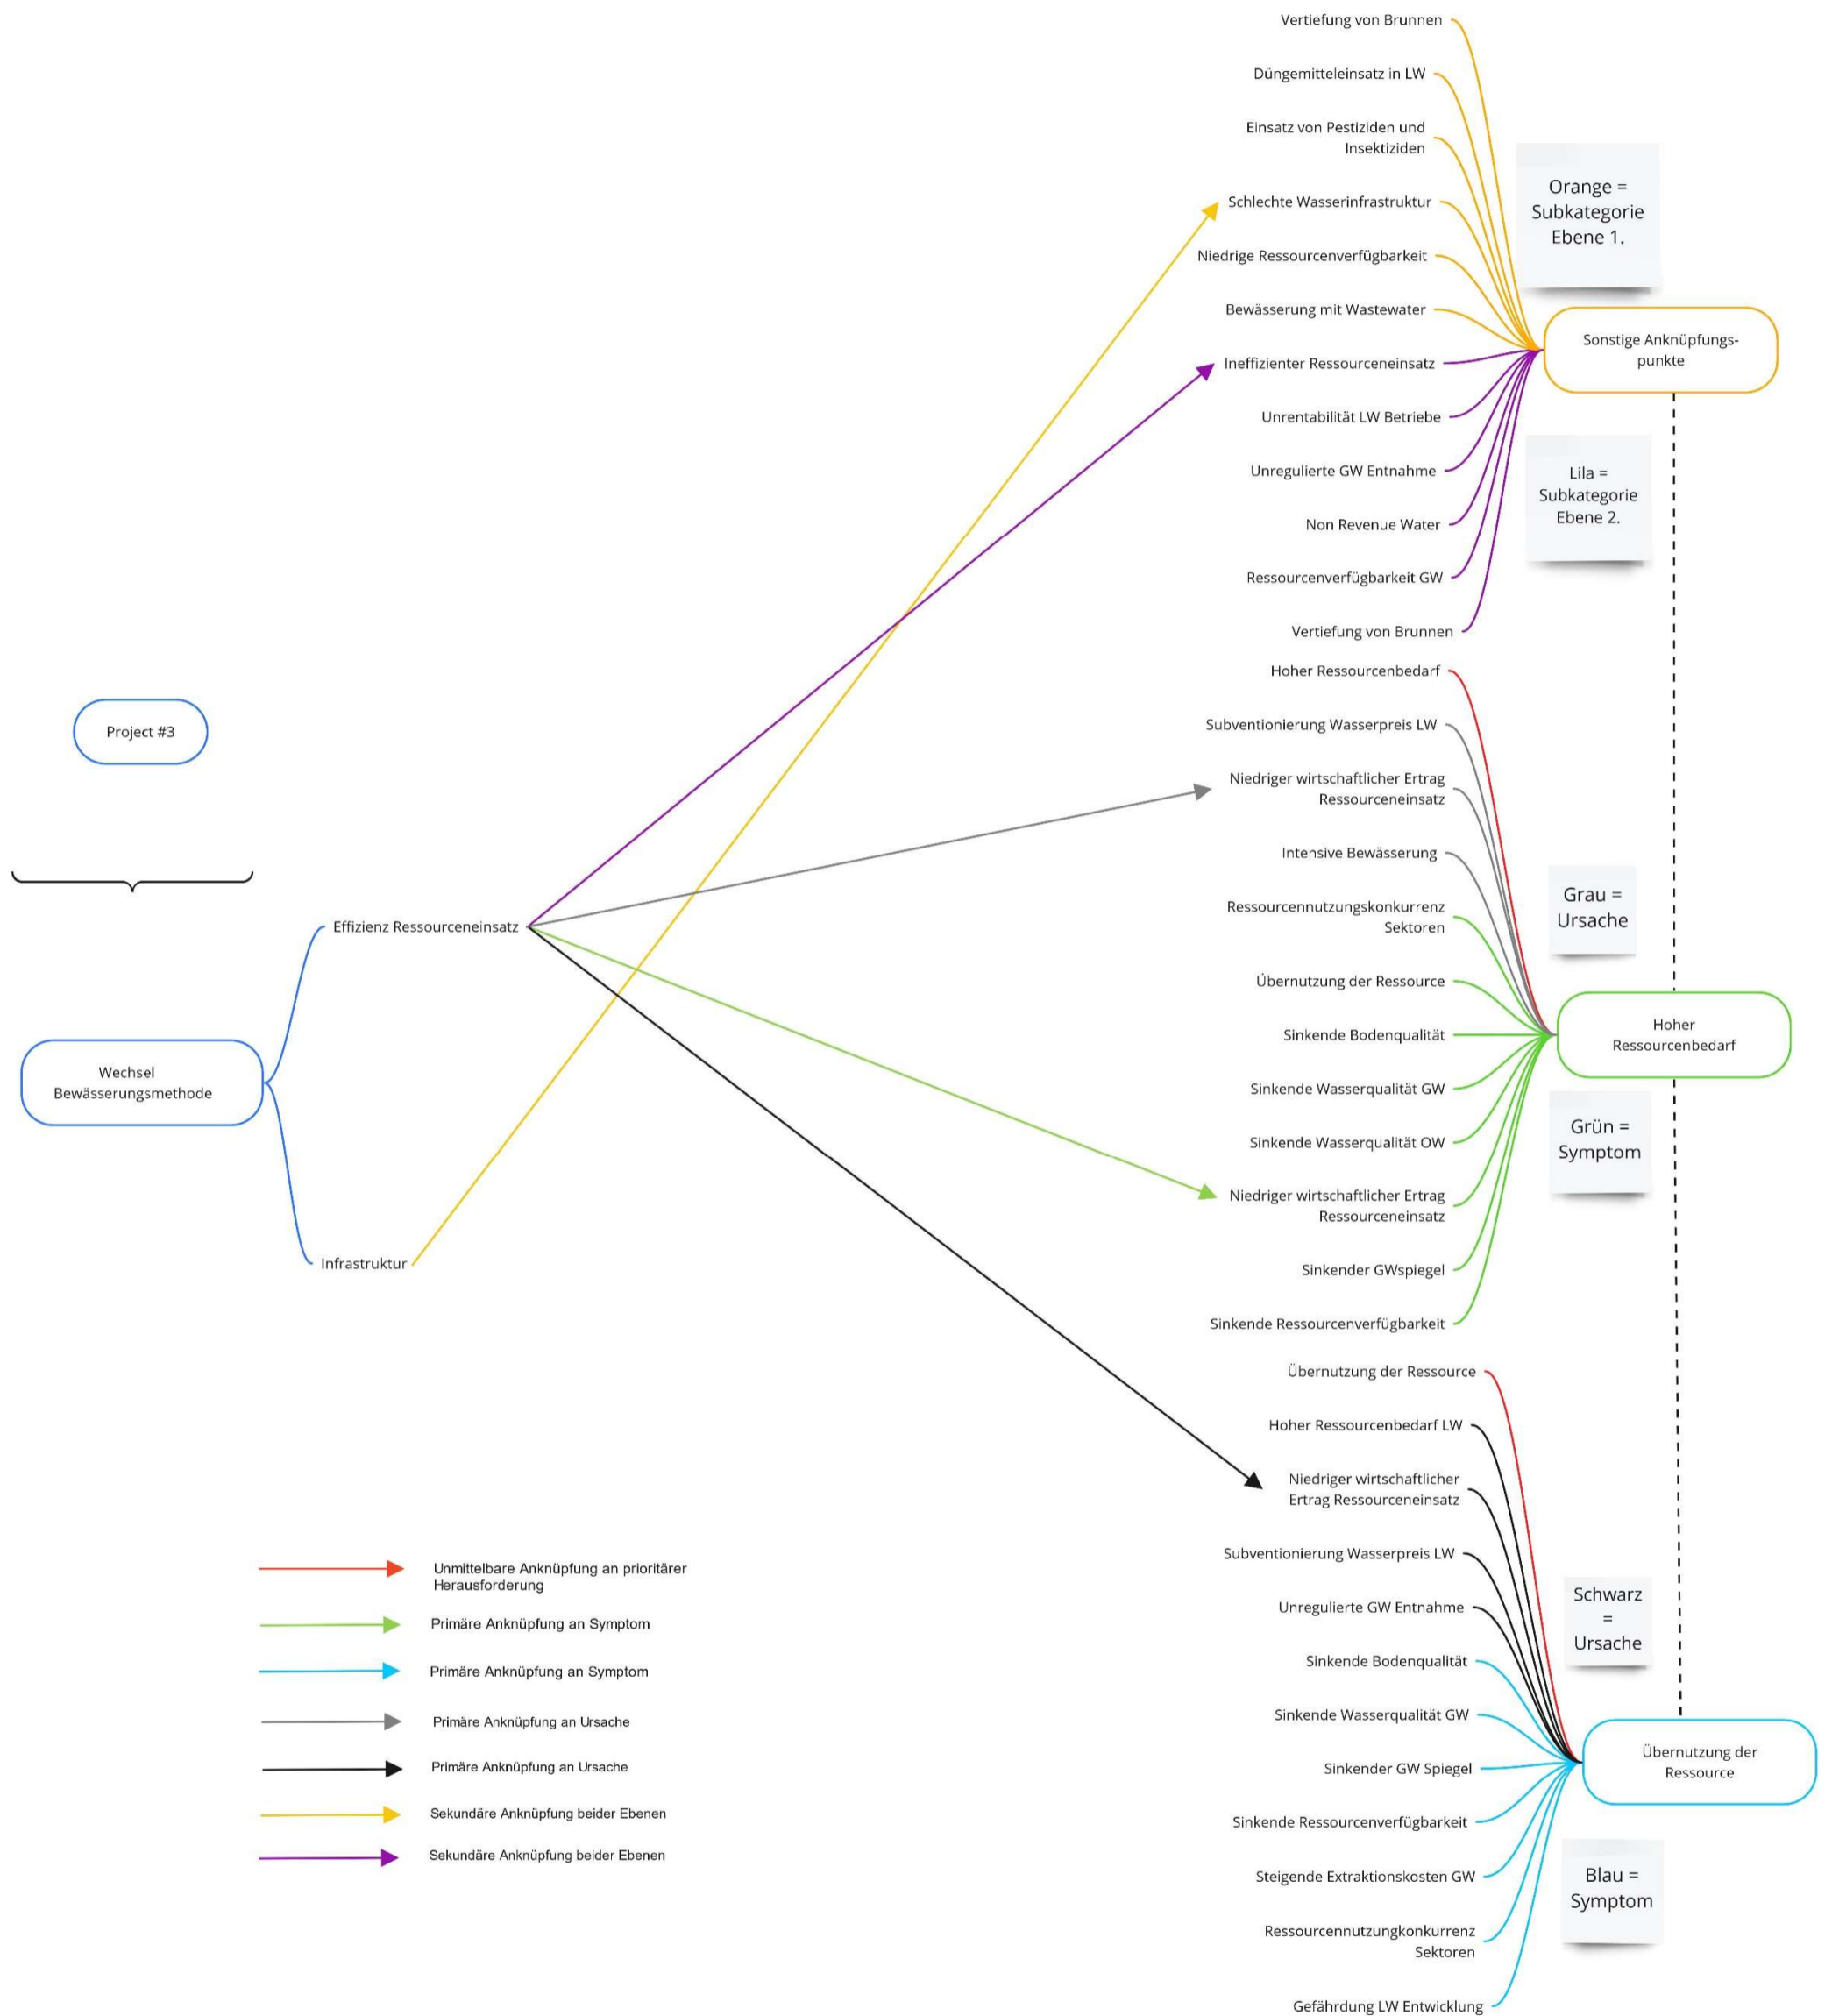 Project #3
Wechsel
Bewässerungsmethode
Effizienz Ressourceneinsatz
Infrastruktur
Vertiefung von Brunnen
Düngemitteleinsatz in LW
Einsatz von Pestiziden und
Insektiziden
Schlechte Wasserinfrastruktur
Niedrige Ressourcenverfügbarkeit
Bewässerung mit Wastewater
Ineffizienter Ressourceneinsatz
Unrentabilität LW Betriebe
Unregulierte GW Entnahme
Non Revenue Water
Ressourcenverfügbarkeit GW
Vertiefung von Brunnen
Orange =
Subkategorie
Ebene 1.
Sonstige Anknüpfungs-
punkte
Lila =
Subkategorie
Ebene 2.
Hoher Ressourcenbedarf
Subventionierung Wasserpreis LW
Niedriger wirtschaftlicher Ertrag
Ressourceneinsatz
Intensive Bewässerung
Ressourcennutzungskonkurrenz
Sektoren
Übernutzung der Ressource
Sinkende Bodenqualität
Sinkende Wasserqualität GW
Sinkende Wasserqualität OW
Niedriger wirtschaftlicher Ertrag
Ressourceneinsatz
Sinkender GWspiegel
Sinkende Ressourcenverfügbarkeit
Grau =
Ursache
Hoher
Ressourcenbedarf
Grün =
Symptom
Übernutzung der Ressource
Hoher Ressourcenbedarf LW
Niedriger wirtschaftlicher
Ertrag Ressourceneinsatz
Subventionierung Wasserpreis LW
Unregulierte GW Entnahme
Sinkende Bodenqualität
Sinkende Wasserqualität GW
Sinkender GW Spiegel
Sinkende Ressourcenverfügbarkeit
Steigende Extraktionskosten GW
Ressourcennutzungkonkurrenz
Sektoren
Gefährdung LW Entwicklung
Schwarz
=
Ursache
Übernutzung der
Ressource
Blau =
Symptom
Unmittelbare Anknüpfung an prioritärer
Herausforderung
Primäre Anknüpfung an Symptom
Primäre Anknüpfung an Symptom
Primäre Anknüpfung an Ursache
Primäre Anknüpfung an Ursache
Sekundäre Anknüpfung beider Ebenen
Sekundäre Anknüpfung beider Ebenen